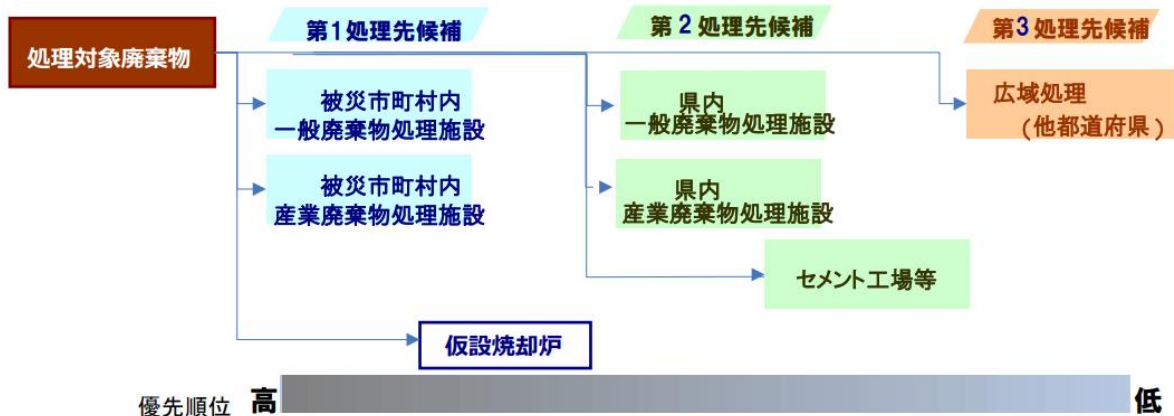 第1処理先候補
第2処理先候補
第3処理先候補
処理対象廃棄物
被災市町村内
一般廃棄物処理施設
県内
一般廃棄物処理施設
広域処理
(他都道府県)
被災市町村内
産業廃棄物処理施設
県内
産業廃棄物処理施設
セメント工場等
仮設焼却炉
優先順位 高 低